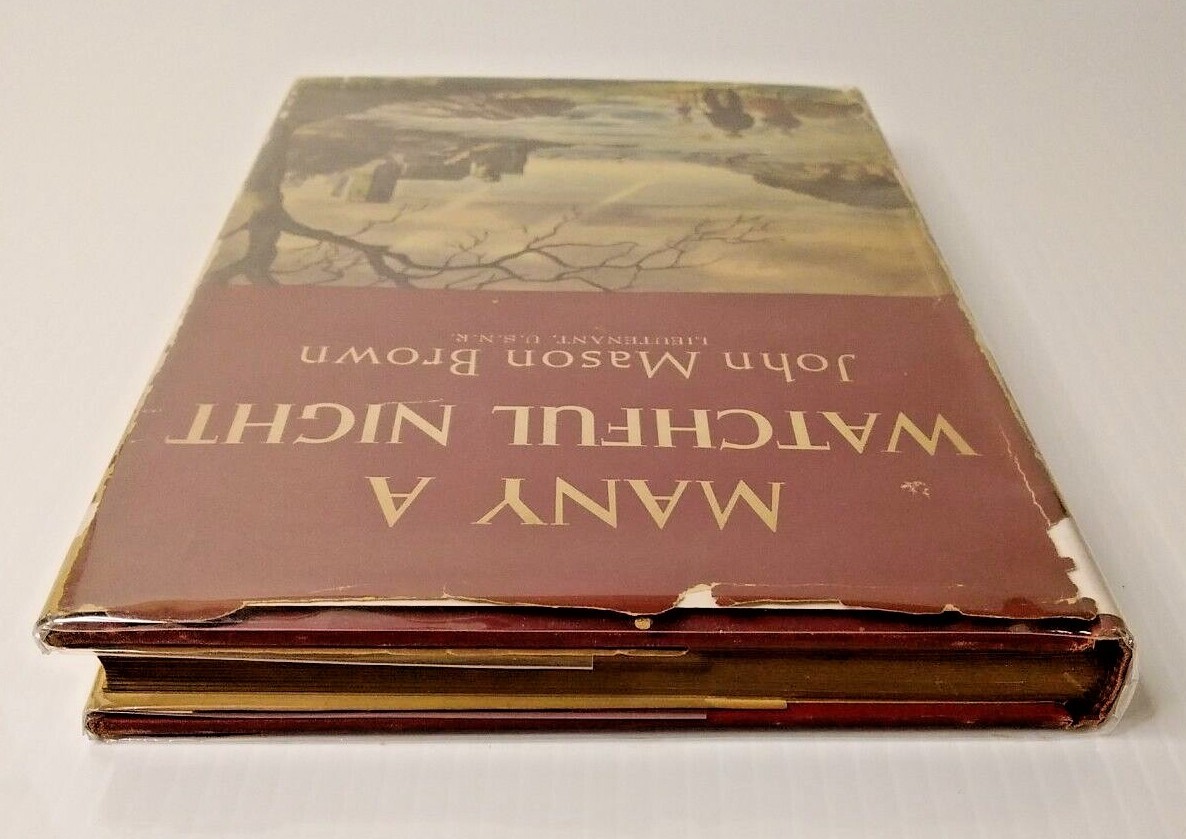 MANY A
WATCHFUL NIGHT
John Mason Brown
LIEUTENANT, U.S.N.R.